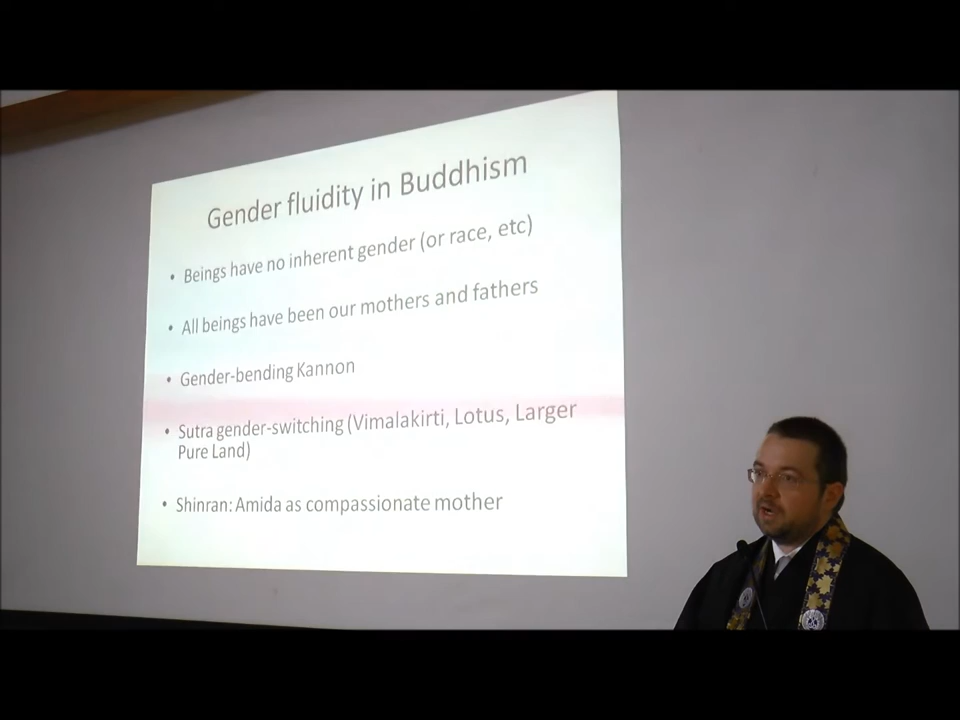 Gender fluidity in Buddhism
• Beings have no inherent gender (or race, etc)
• All beings have been our mothers and fathers
• Gender-bending Kannon
• Sutra gender-switching (Vimalakirti, Lotus, Larger
Pure Land)
• Shinran: Amida as compassionate mother